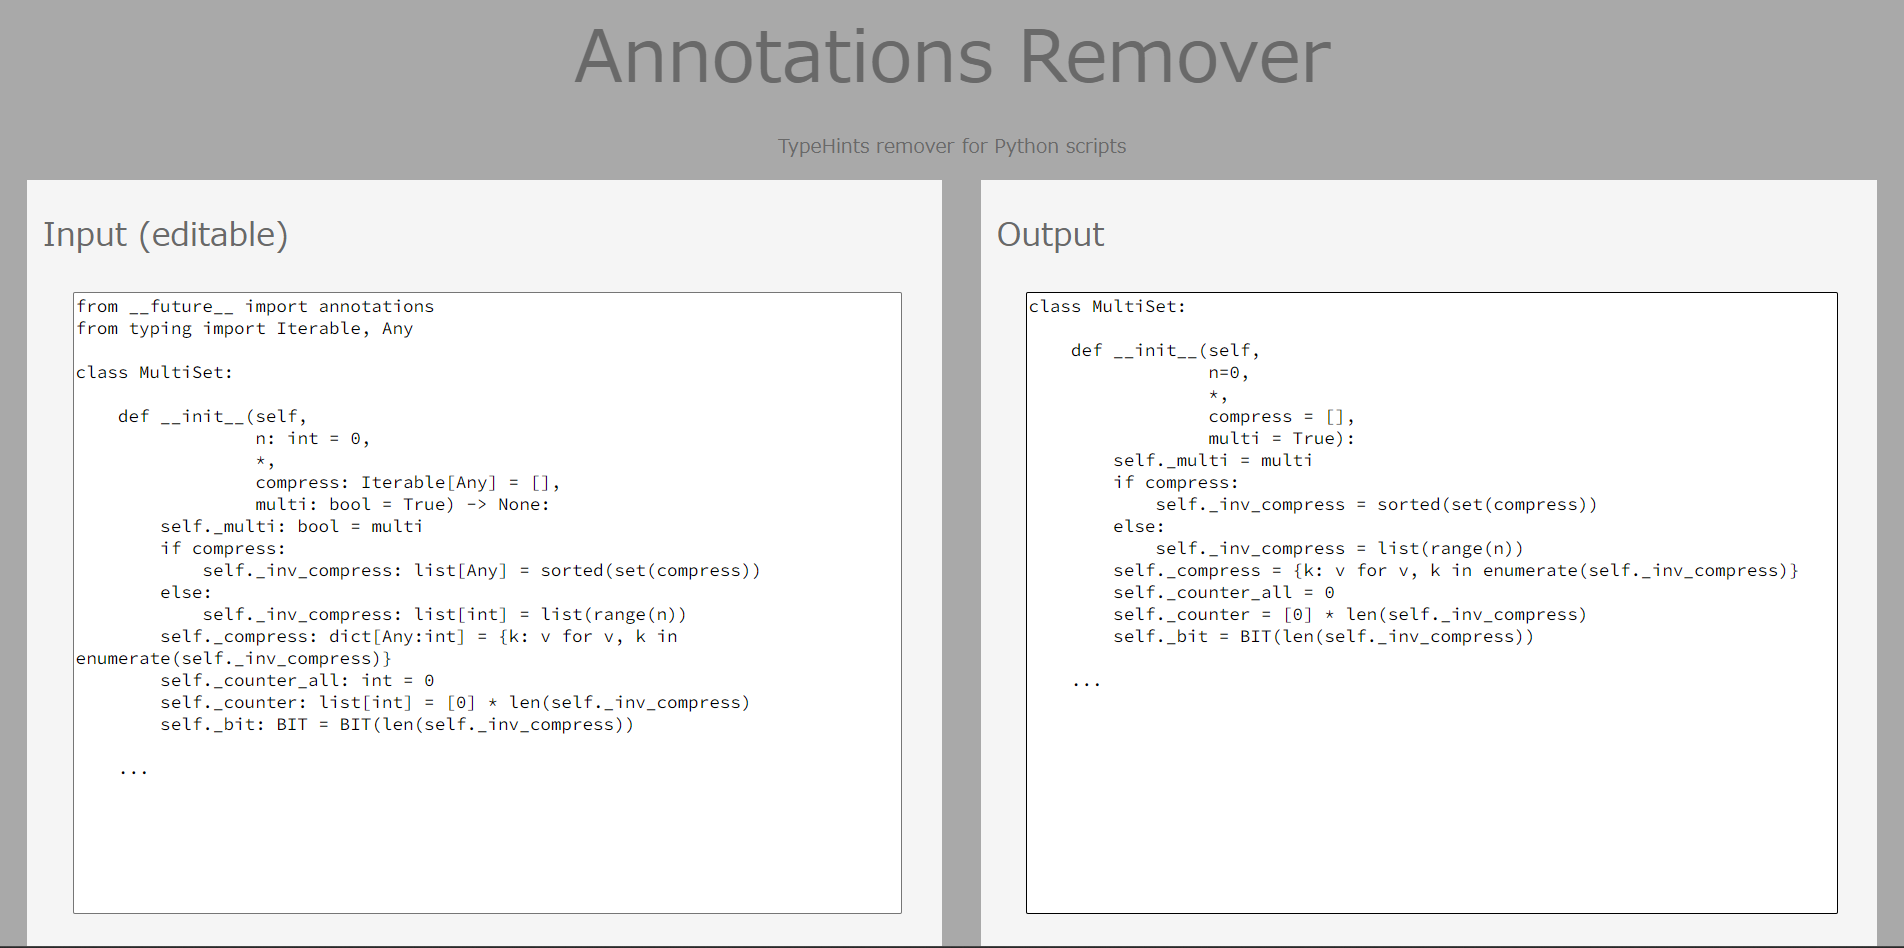 Annotations Remover
TypeHints remover for Python scripts
Input (editable)
from __future__ import annotations
from typing import Iterable, Any

class MultiSet:

    def __init__(self,
                 n: int = 0,
                 *,
                 compress: Iterable[Any] = [],
                 multi: bool = True) -> None:
        self._multi: bool = multi
        if compress:
            self._inv_compress: list[Any] = sorted(set(compress))
        else:
            self._inv_compress: list[int] = list(range(n))
        self._compress: dict[Any:int] = {k: v for v, k in
enumerate(self._inv_compress)}
        self._counter_all: int = 0
        self._counter: list[int] = [0] * len(self._inv_compress)
        self._bit: BIT = BIT(len(self._inv_compress))

    ...
Output
class MultiSet:

    def __init__(self,
                 n=0,
                 *,
                 compress = [],
                 multi = True):
        self._multi = multi
        if compress:
            self._inv_compress = sorted(set(compress))
        else:
            self._inv_compress = list(range(n))
        self._compress = {k: v for v, k in enumerate(self._inv_compress)}
        self._counter_all = 0
        self._counter = [0] * len(self._inv_compress)
        self._bit = BIT(len(self._inv_compress))

    ...